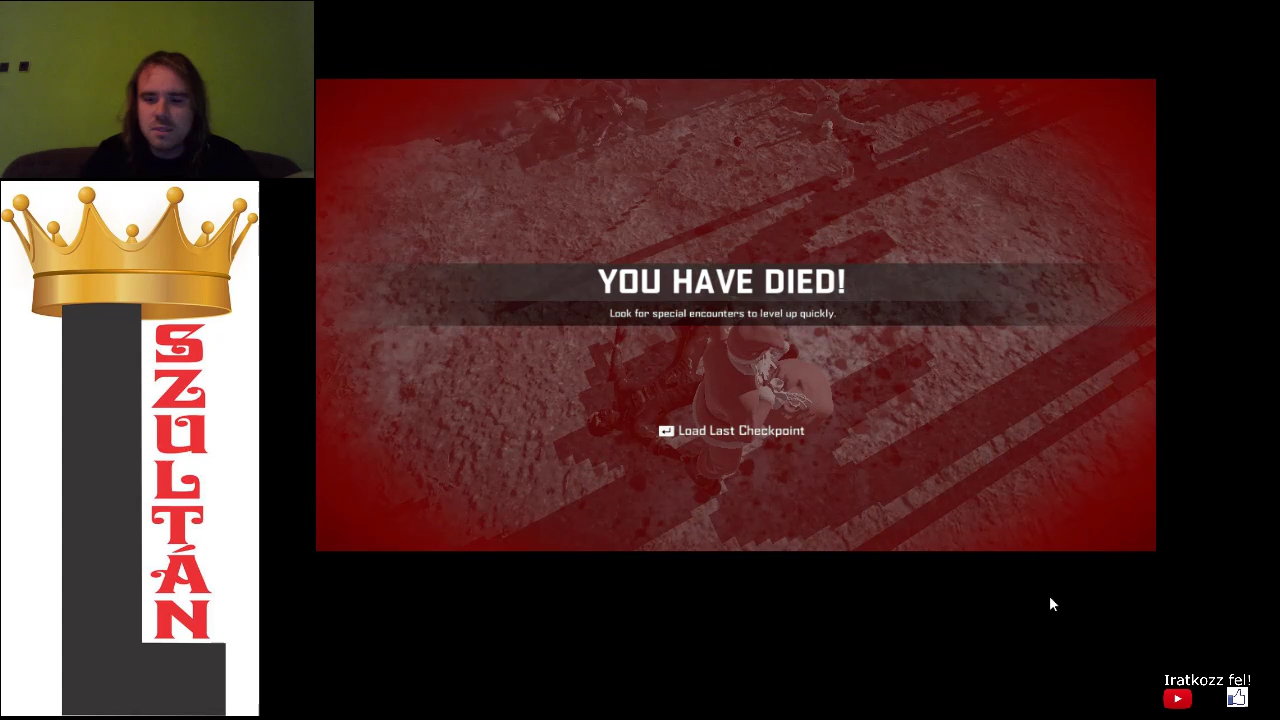 YOU HAVE DIED!
Look for special encounters to level up quickly.
Load Last Checkpoint
L
SZULTÁN
Iratkozz fel!